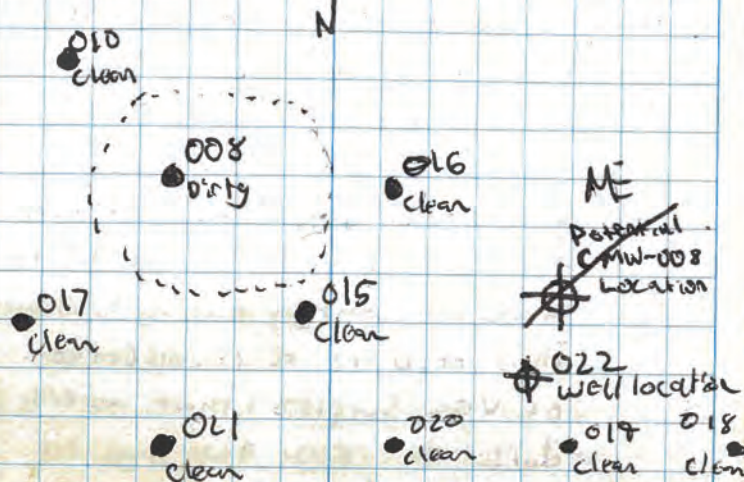 N
010
clean
008
Dirty
016
clean
ME
Potential
CMW-008
Location
017
clean
015
clean
022
well location
021
clean
020
clean
019
clean
018
clean